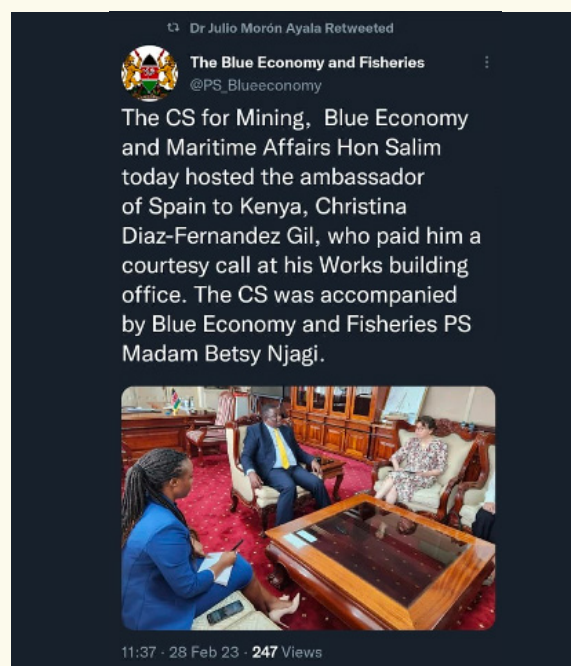 Dr Julio Morón Ayala Retweeted
The Blue Economy and Fisheries
@PS_Blueeconomy
The CS for Mining,  Blue Economy
and Maritime Affairs Hon Salim
today hosted the ambassador
of Spain to Kenya, Christina
Diaz-Fernandez Gil, who paid him a
courtesy call at his Works building
office. The CS was accompanied
by Blue Economy and Fisheries PS
Madam Betsy Njagi.
11:37 · 28 Feb 23 · 247 Views